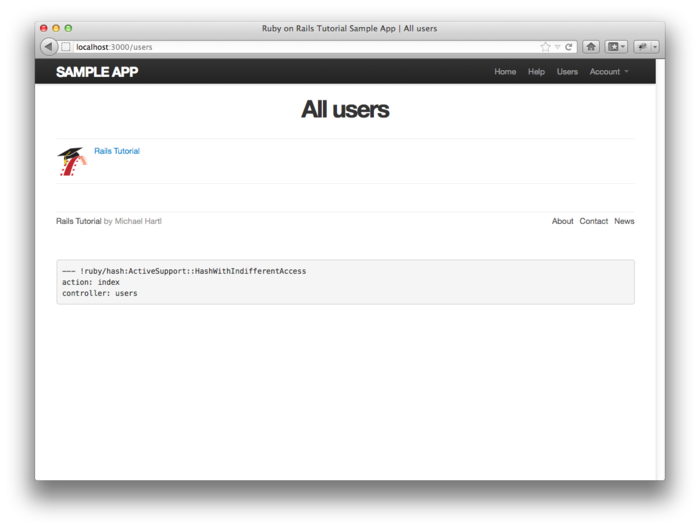 Ruby on Rails Tutorial Sample App | All users
localhost:3000/users
SAMPLE APP
Home Help Users Account
All users
Rails Tutorial
Rails Tutorial by Michael Hartl
About Contact News
--- !ruby/hash:ActiveSupport::HashWithIndifferentAccess
action: index
controller: users